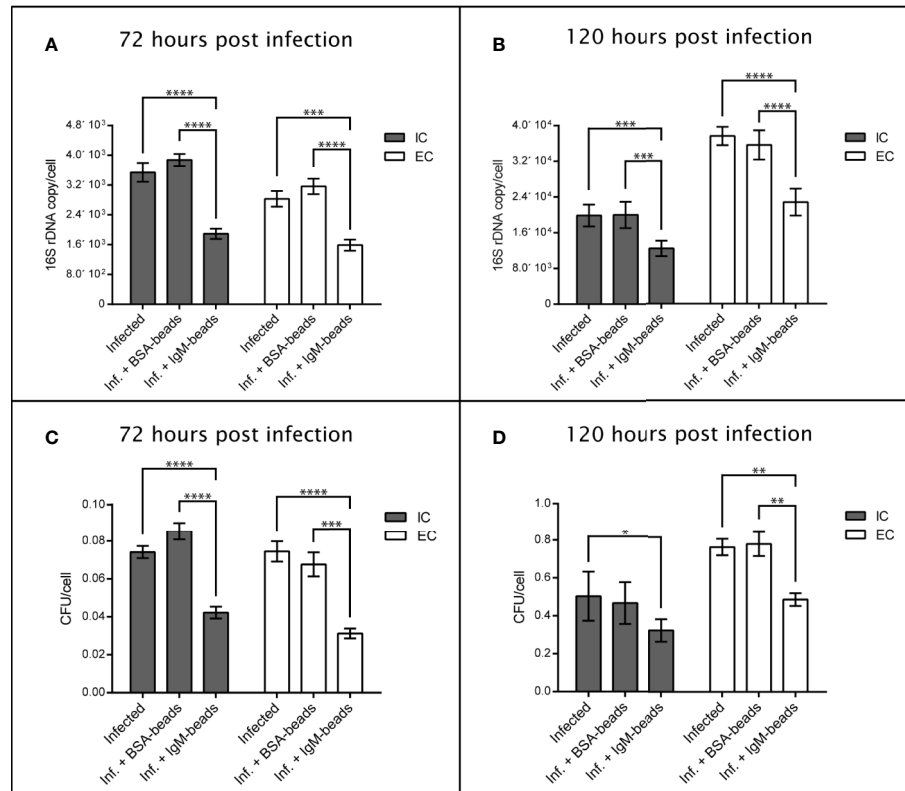 A 72 hours post infection
**** ****
*** ****
IC
EC
16S rDNA copy/cell
4.8´ 10³
4.0´ 10³
3.2´ 10³
2.4´ 10³
1.6´ 10³
8.0´ 10²
0
Infected
Inf. + BSA-beads
Inf. + IgM-beads
Infected
Inf. + BSA-beads
Inf. + IgM-beads
B 120 hours post infection
*** ***
**** ****
IC
EC
16S rDNA copy/cell
4.0´ 10⁴
3.2´ 10⁴
2.4´ 10⁴
1.6´ 10⁴
8.0´ 10³
0
Infected
Inf. + BSA-beads
Inf. + IgM-beads
Infected
Inf. + BSA-beads
Inf. + IgM-beads
C 72 hours post infection
**** ****
**** ***
IC
EC
CFU/cell
0.10
0.08
0.06
0.04
0.02
0.00
Infected
Inf. + BSA-beads
Inf. + IgM-beads
Infected
Inf. + BSA-beads
Inf. + IgM-beads
D 120 hours post infection
*
** **
IC
EC
CFU/cell
1.0
0.8
0.6
0.4
0.2
0.0
Infected
Inf. + BSA-beads
Inf. + IgM-beads
Infected
Inf. + BSA-beads
Inf. + IgM-beads